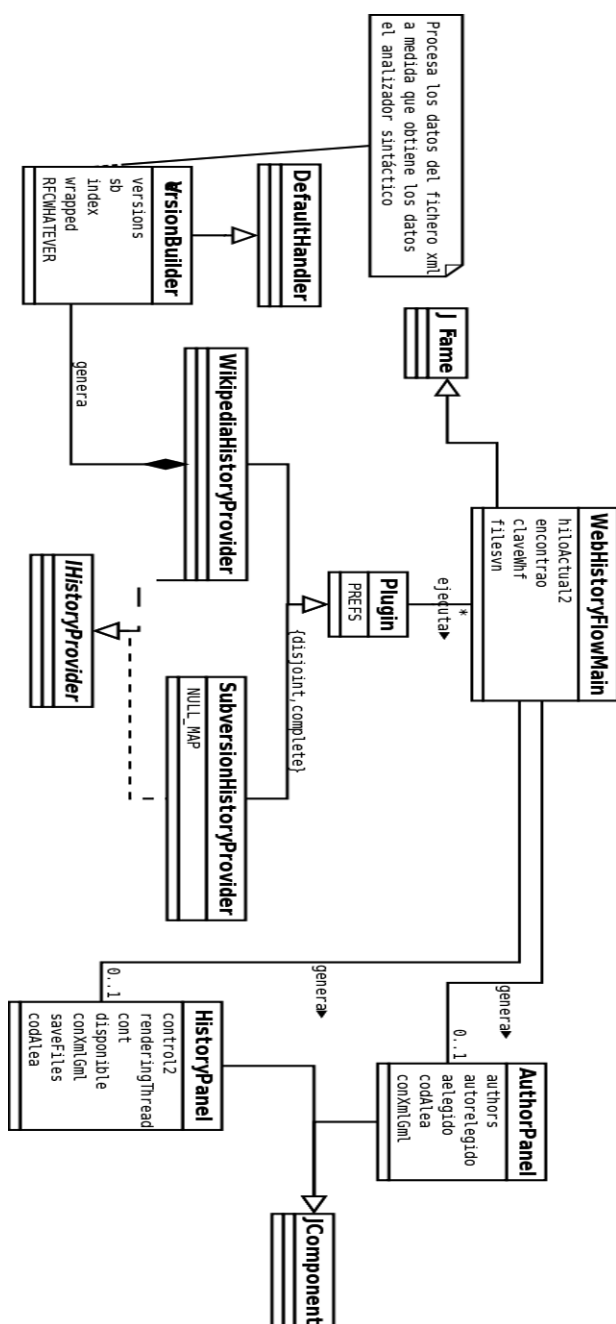 WebHistoryFlowMain
hiloActual2
encontrao
claveWhf
filesvn
AuthorPanel
authors
autorelegido
aelegido
codAlea
conXmlGml
genera▶
0..1
JFrame
Procesa los datos del fichero xml
a medida que obtiene los datos
el analizador sintáctico
*
ejecuta▶
Plugin
PREFS
genera▶
{disjoint,complete}
JComponent
DefaultHandler
WikipediaHistoryProvider
SubversionHistoryProvider
NULL_MAP
HistoryPanel
control2
renderingThread
cont
disponible
conXmlGml
saveFiles
codAlea
0..1
VersionBuilder
versions
sb
index
wrapped
RFCWHATEVER
genera
IHistoryProvider